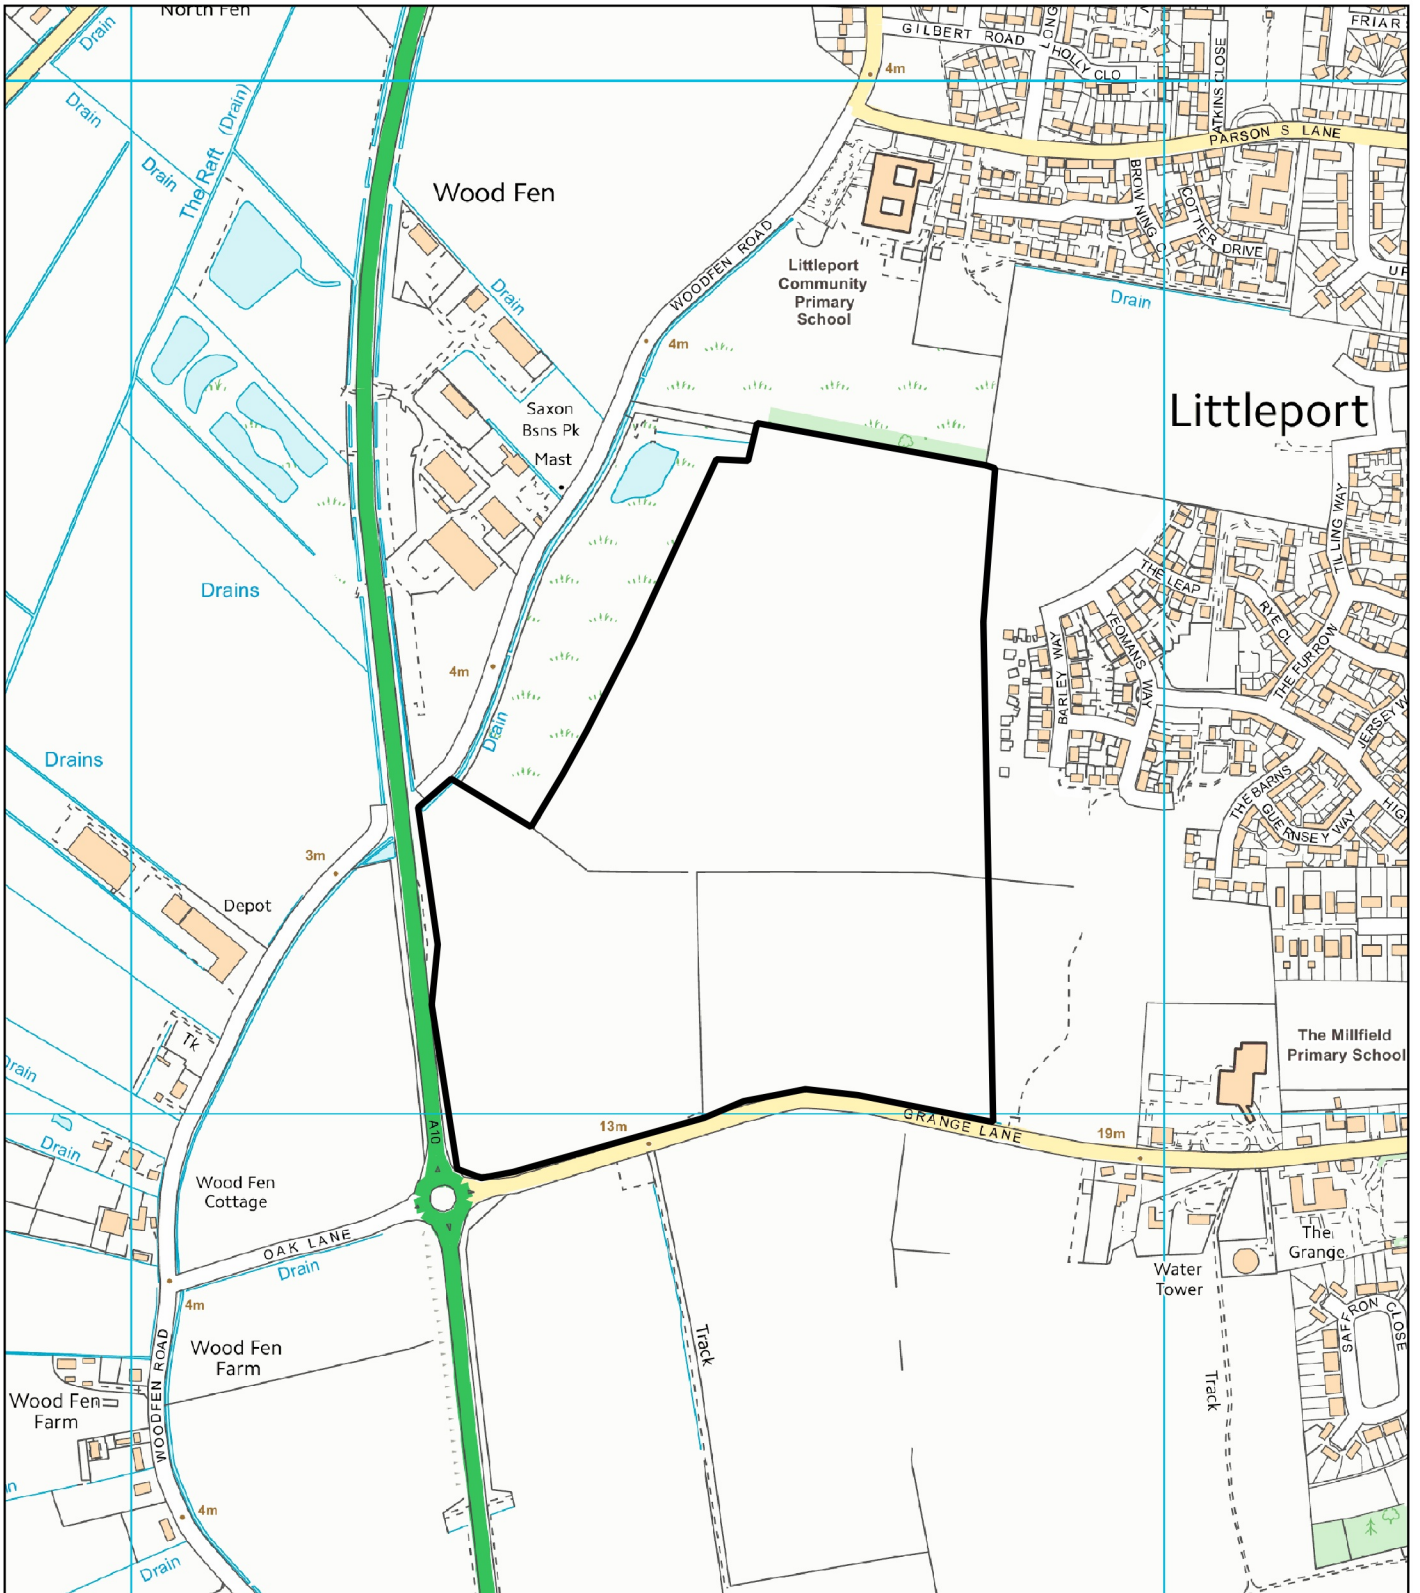 North Fen
Drain
GILBERT ROAD
HOLLY CLO
ATKINS CLOSE
FRIAR
4m
Drain
The Raft (Drain)
Drain
PARSON S LANE
Wood Fen
BROWNING C
COTTIER DRIVE
WOODFEN ROAD
Littleport
Community
Primary
School
UP
Drain
Drain
4m
Littleport
Saxon
Bsns Pk
Mast
TILLING WAY
Drains
THE LEAP
RYE CL
YEOMANS WAY
THE FURROW
BARLEY WAY
4m
Drain
JERSEY W
Drains
THE BARNS
GUERNSEY WAY
HIGH
3m
Depot
Tk
The Millfield
Primary School
Drain
A10
13m
GRANGE LANE
19m
Drain
Wood Fen
Cottage
OAK LANE
Drain
The
Grange
Water
Tower
4m
SAFFRON CLOSE
Wood Fen
Farm
Track
Track
WOODFEN ROAD
Wood Fen
Farm
4m
Drain